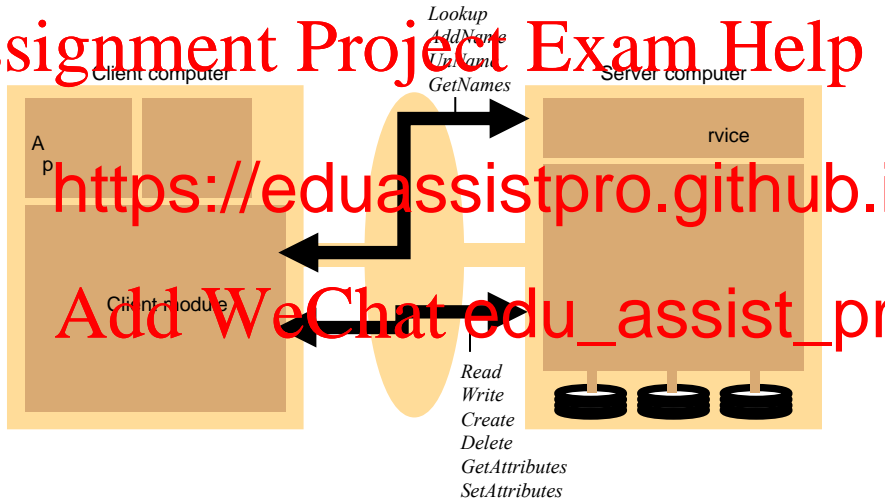 Lookup
AddName
UnName
GetNames
ssignment Project Exam Help
Client computer
Server computer
A
p
rvice
https://eduassistpro.github.i
Client module
Add WeChat edu_assist_pr
Read
Write
Create
Delete
GetAttributes
SetAttributes